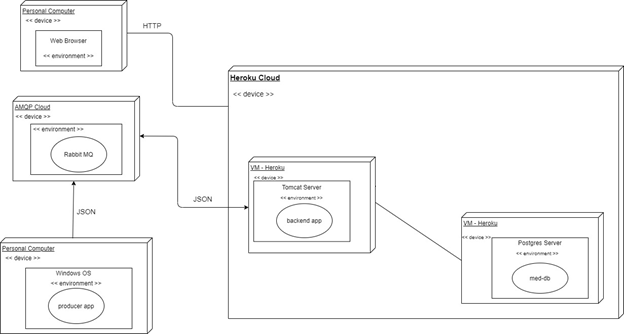 Personal Computer
<< device >>
Web Browser
<< environment >>
HTTP
Heroku Cloud
<< device >>
AMQP Cloud
<< device >>
<< environment >>
Rabbit MQ
JSON
JSON
VM - Heroku
<< device >>
Tomcat Server
<< environment >>
backend app
VM - Heroku
<< device >>
Postgres Server
<< environment >>
med-db
Personal Computer
<< device >>
Windows OS
<< environment >>
producer app